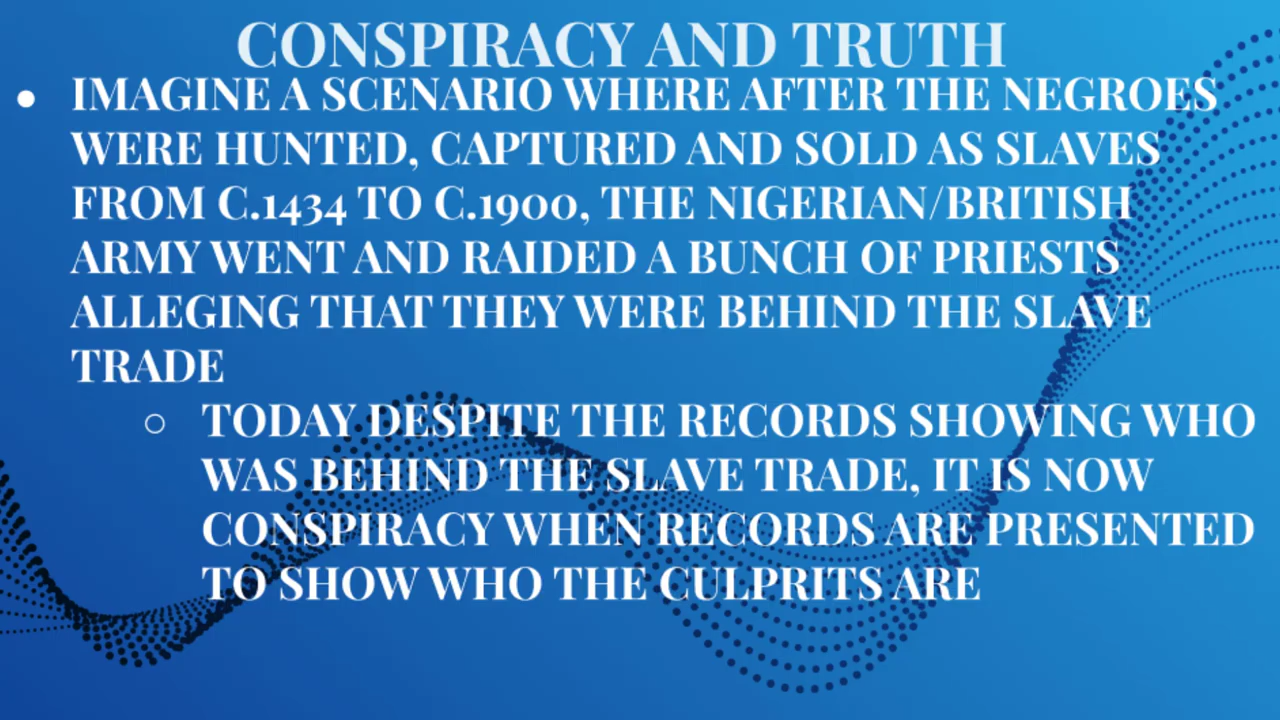 CONSPIRACY AND TRUTH
• IMAGINE A SCENARIO WHERE AFTER THE NEGROES
WERE HUNTED, CAPTURED AND SOLD AS SLAVES
FROM C.1434 TO C.1900, THE NIGERIAN/BRITISH
ARMY WENT AND RAIDED A BUNCH OF PRIESTS
ALLEGING THAT THEY WERE BEHIND THE SLAVE
TRADE
○ TODAY DESPITE THE RECORDS SHOWING WHO
WAS BEHIND THE SLAVE TRADE, IT IS NOW
CONSPIRACY WHEN RECORDS ARE PRESENTED
TO SHOW WHO THE CULPRITS ARE